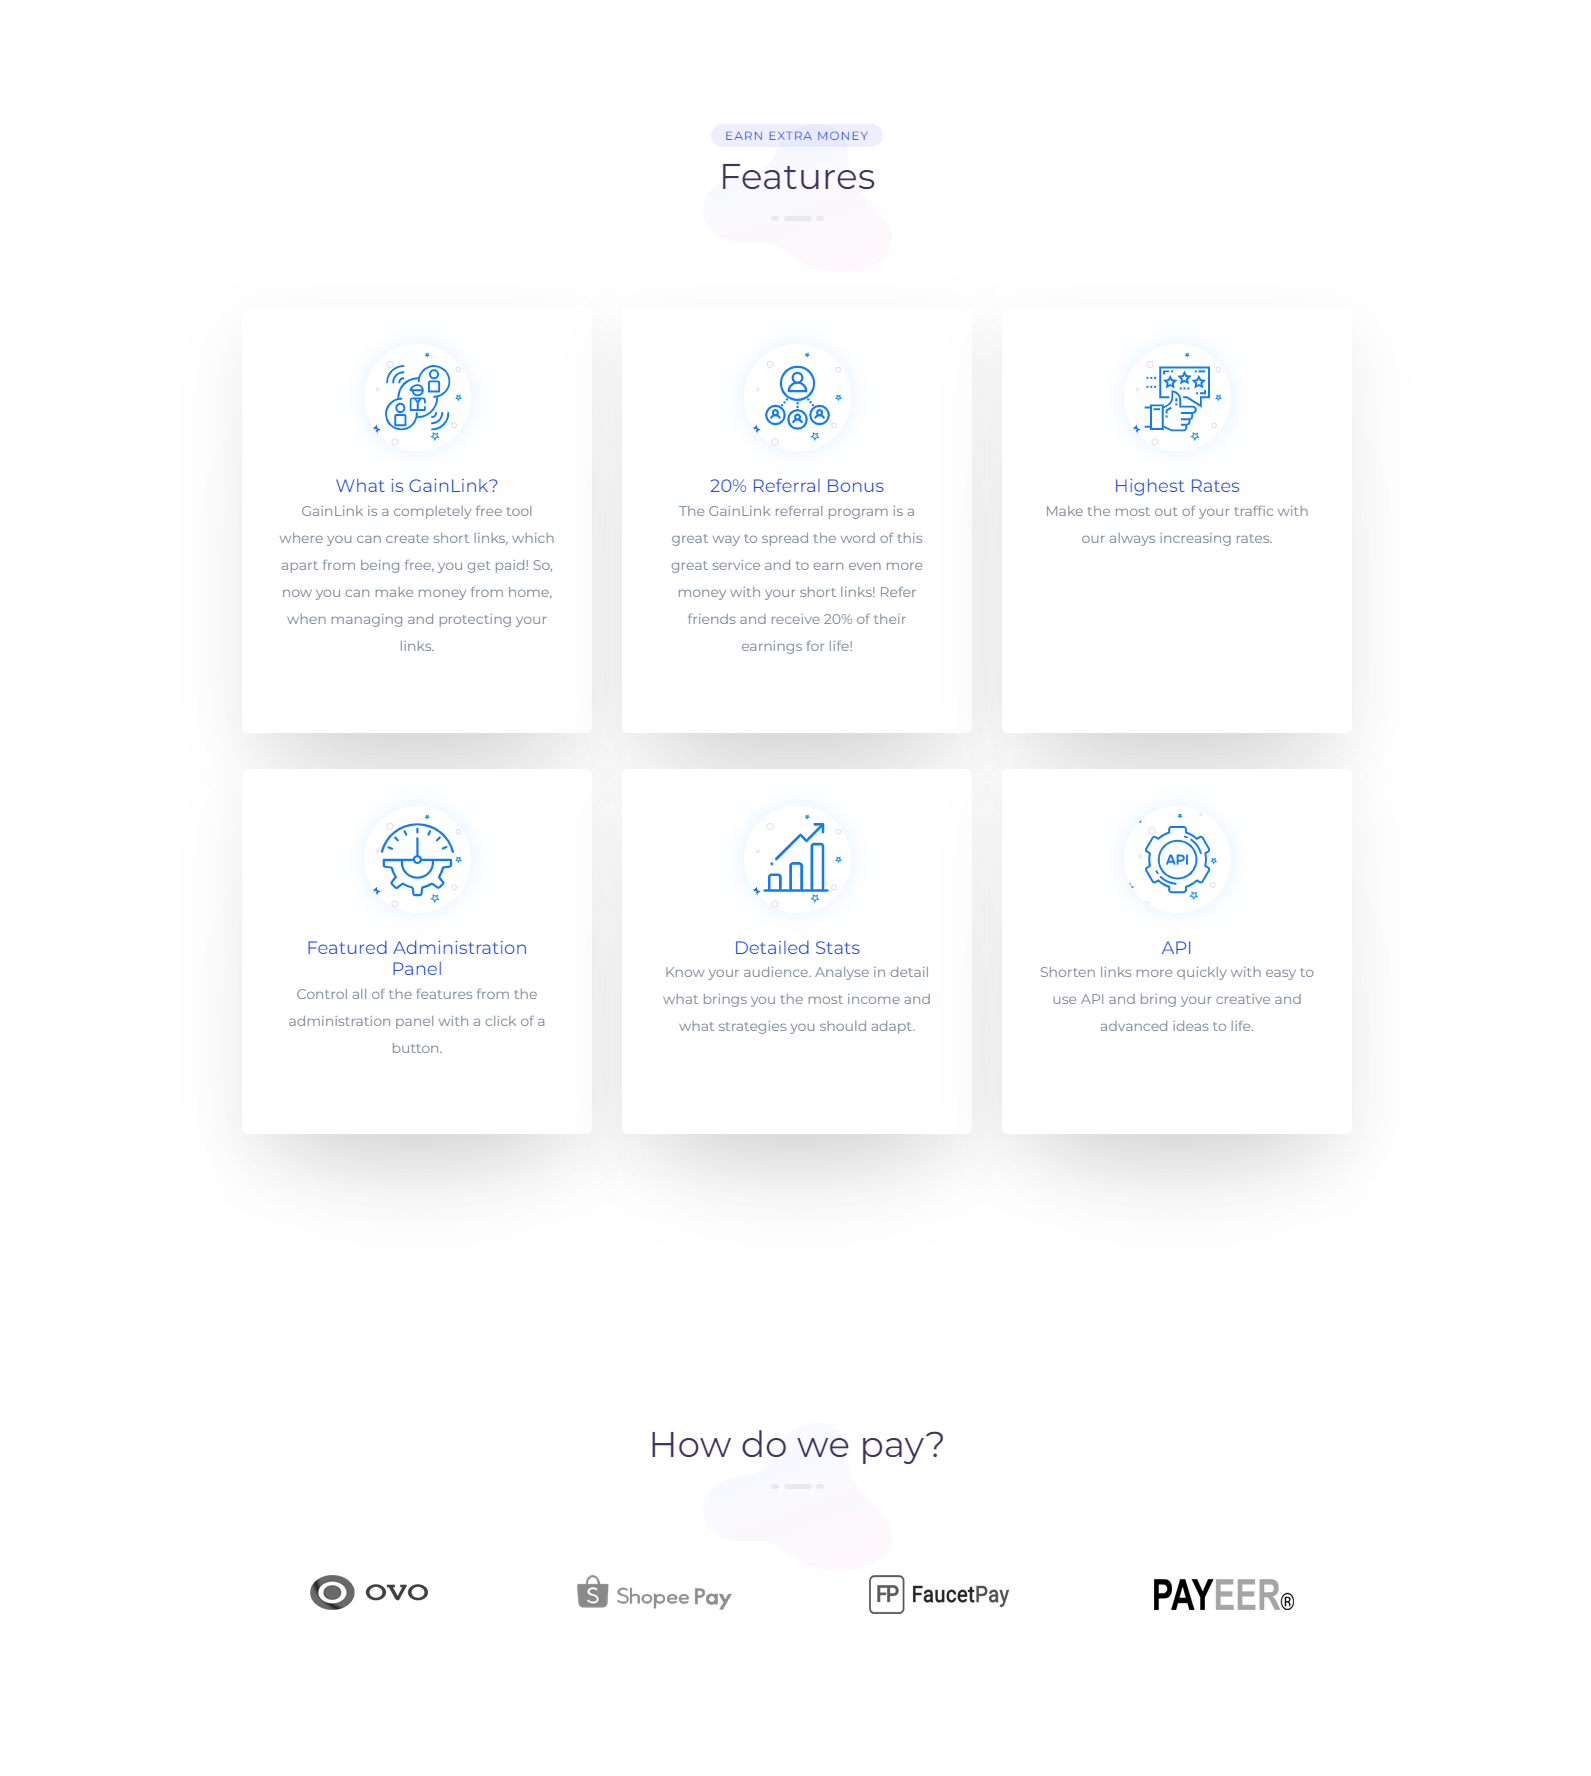 EARN EXTRA MONEY
Features
What is GainLink?
GainLink is a completely free tool
where you can create short links, which
apart from being free, you get paid! So,
now you can make money from home,
when managing and protecting your
links.
20% Referral Bonus
The GainLink referral program is a
great way to spread the word of this
great service and to earn even more
money with your short links! Refer
friends and receive 20% of their
earnings for life!
Highest Rates
Make the most out of your traffic with
our always increasing rates.
Featured Administration
Panel
Control all of the features from the
administration panel with a click of a
button.
Detailed Stats
Know your audience. Analyse in detail
what brings you the most income and
what strategies you should adapt.
API
API
Shorten links more quickly with easy to
use API and bring your creative and
advanced ideas to life.
How do we pay?
OVO
S Shopee Pay
FP FaucetPay
PAYEER®